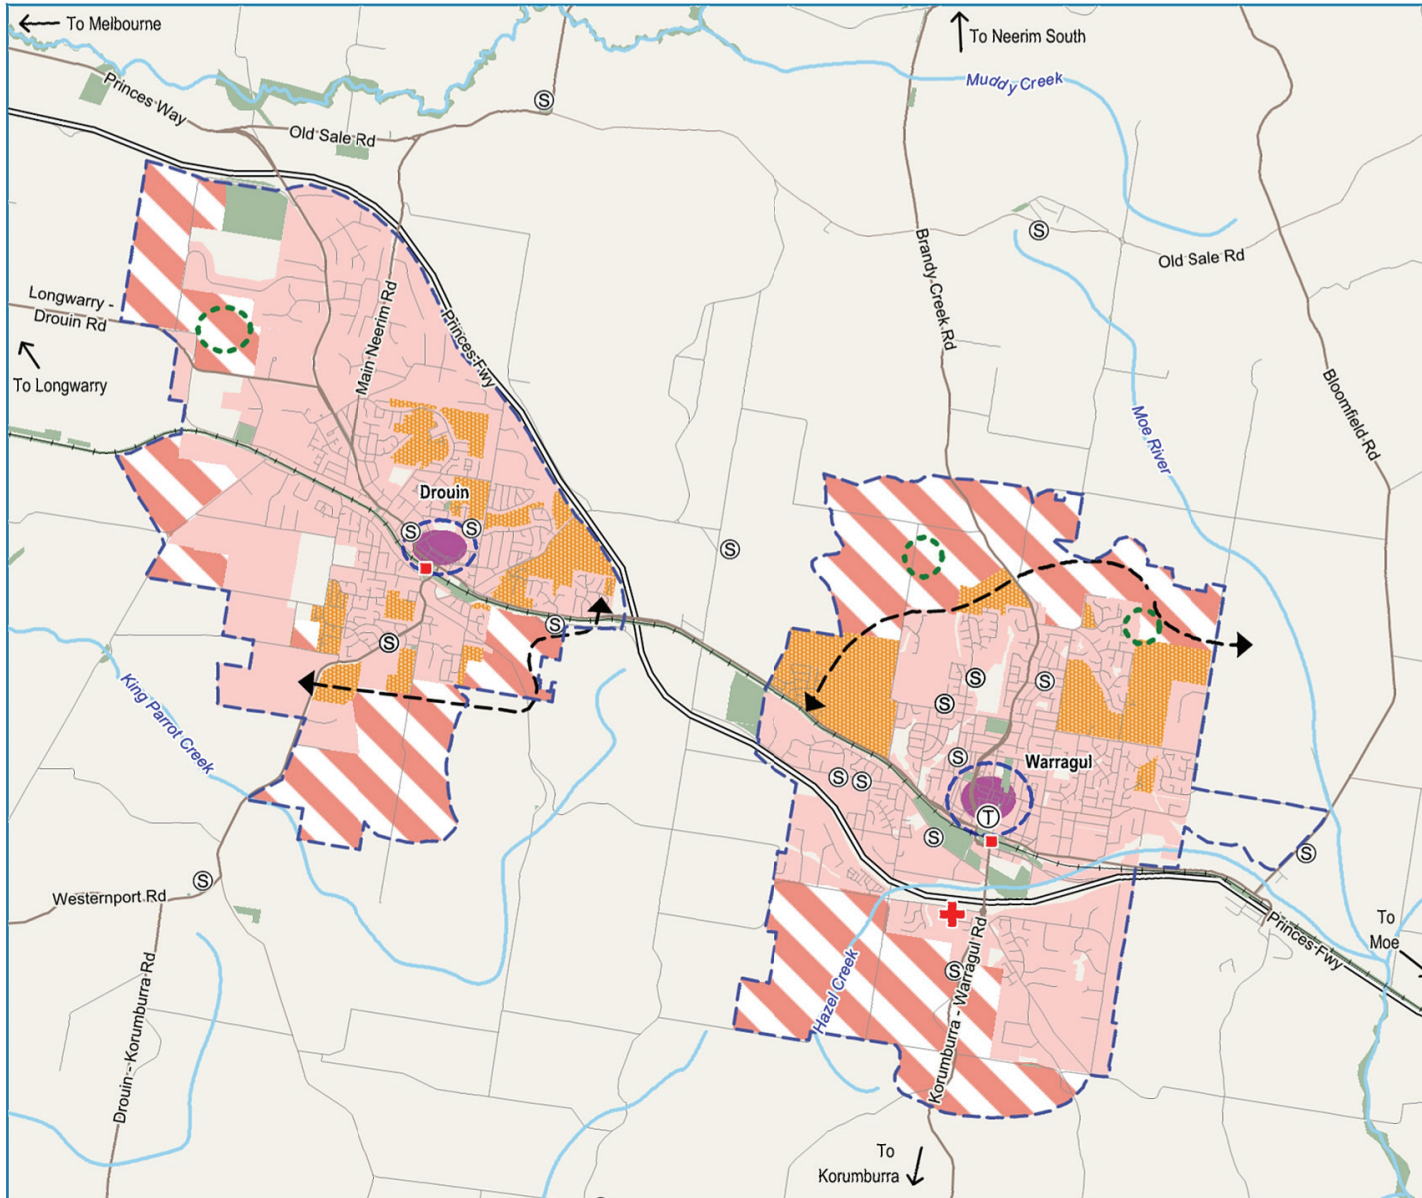 To Melbourne
To Neerim South
Muddy Creek
Princes Way
Old Sale Rd
S
S
Brandy Creek Rd
Old Sale Rd
Longwarry -
Drouin Rd
Main Neerim Rd
Princes Fwy
To Longwarry
Moe River
Bloomfield Rd
Drouin
S
S
S
S
S
King Parrot Creek
S
S
S
S
Warragul
S
S
T
S
S
S
Westernport Rd
To
Moe
Princes Fwy
S
Hazel Creek
Korumburra - Warragul Rd
Drouin - Korumburra Rd
To
Korumburra